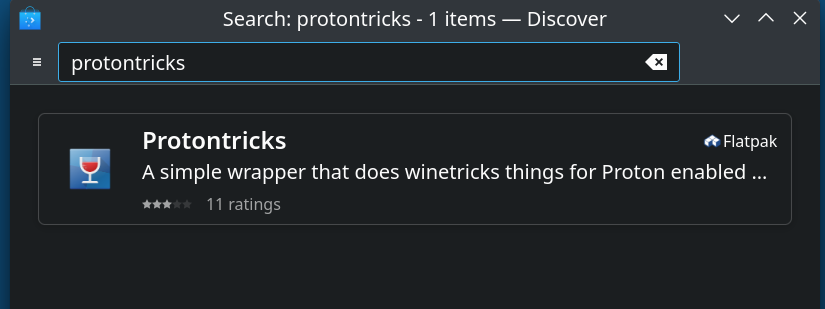 Search: protontricks - 1 items — Discover
protontricks
Protontricks
Flatpak
A simple wrapper that does winetricks things for Proton enabled ...
11 ratings